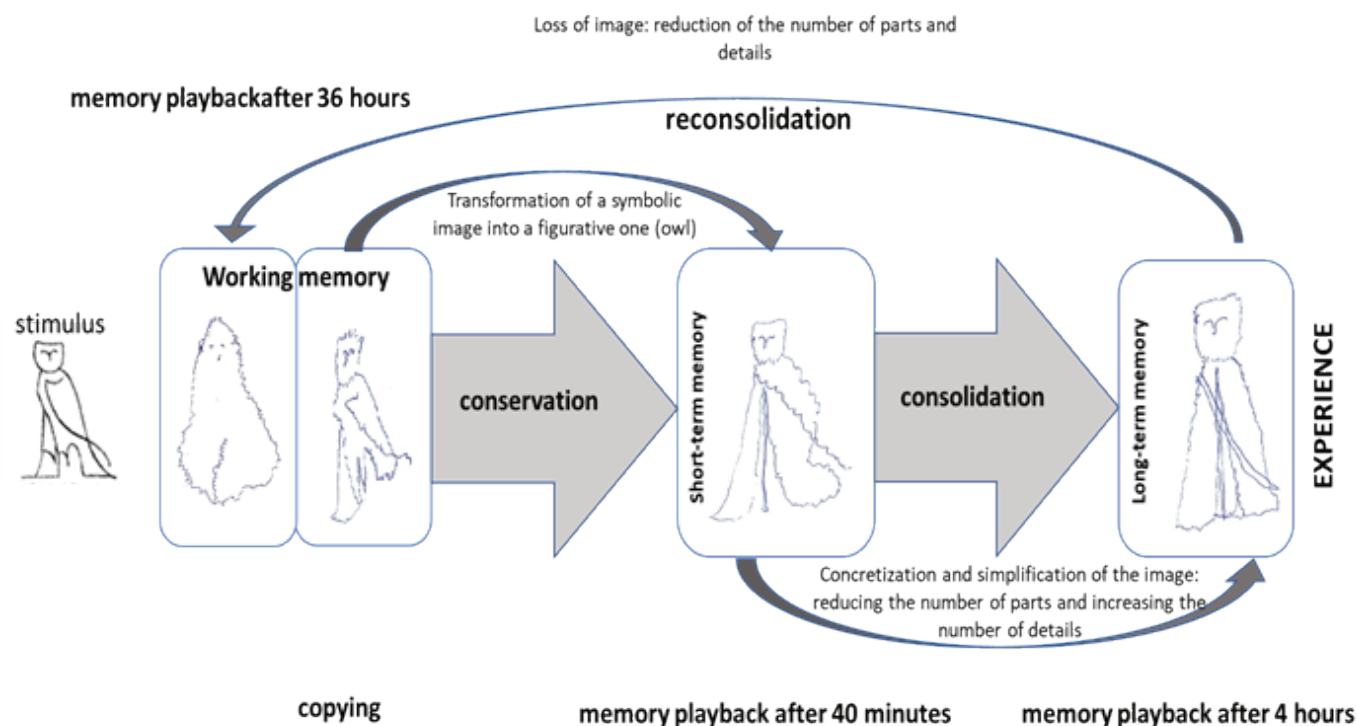 Loss of image: reduction of the number of parts and
details
memory playbackafter 36 hours
reconsolidation
Transformation of a symbolic
image into a figurative one (owl)
Working memory
stimulus
conservation
Short-term memory
consolidation
Long-term memory
EXPERIENCE
Concretization and simplification of the image:
reducing the number of parts and increasing the
number of details
copying
memory playback after 40 minutes
memory playback after 4 hours